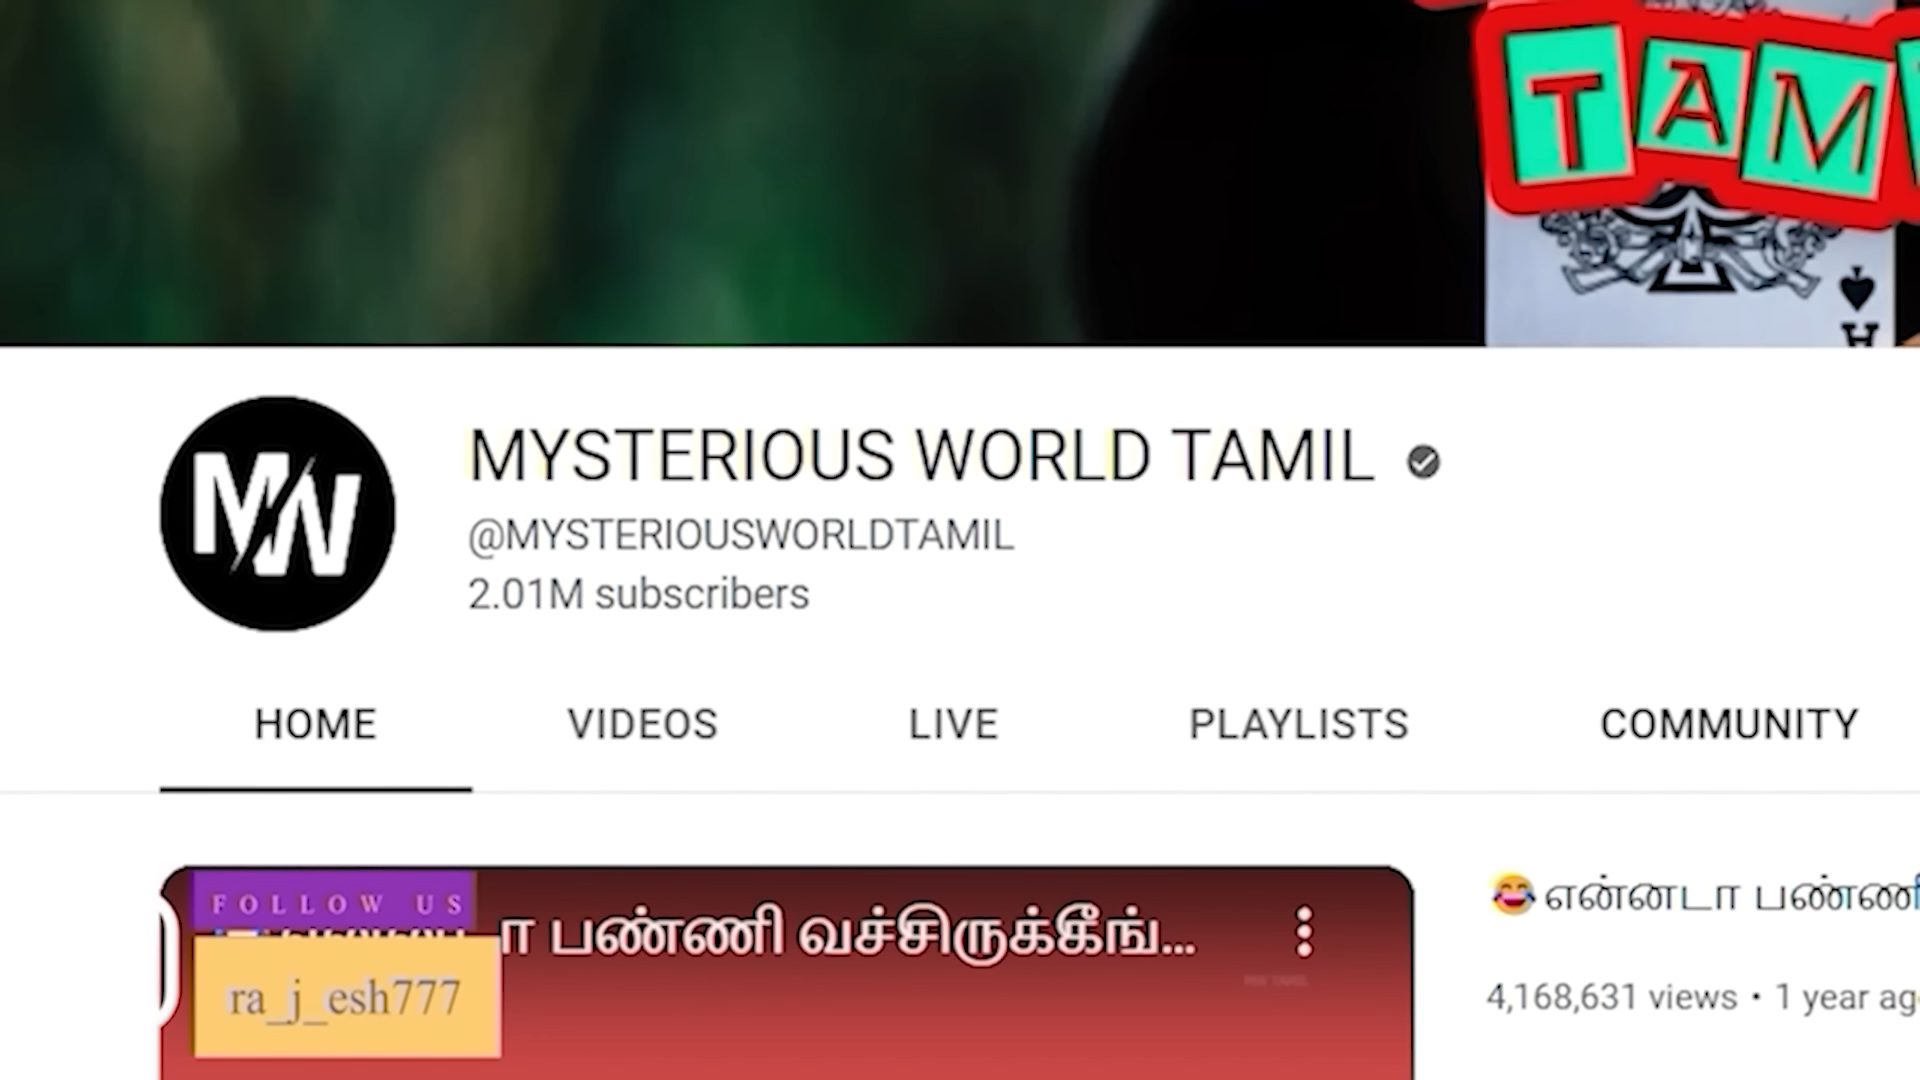 TAM
A
MW
MYSTERIOUS WORLD TAMIL
@MYSTERIOUSWORLDTAMIL
2.01M subscribers
HOME VIDEOS LIVE PLAYLISTS COMMUNITY
FOLLOW US
ா பண்ணி வச்சிருக்கீங்...
ra_j_esh777
😂என்னடா பண்ணி
4,168,631 views • 1 year ag